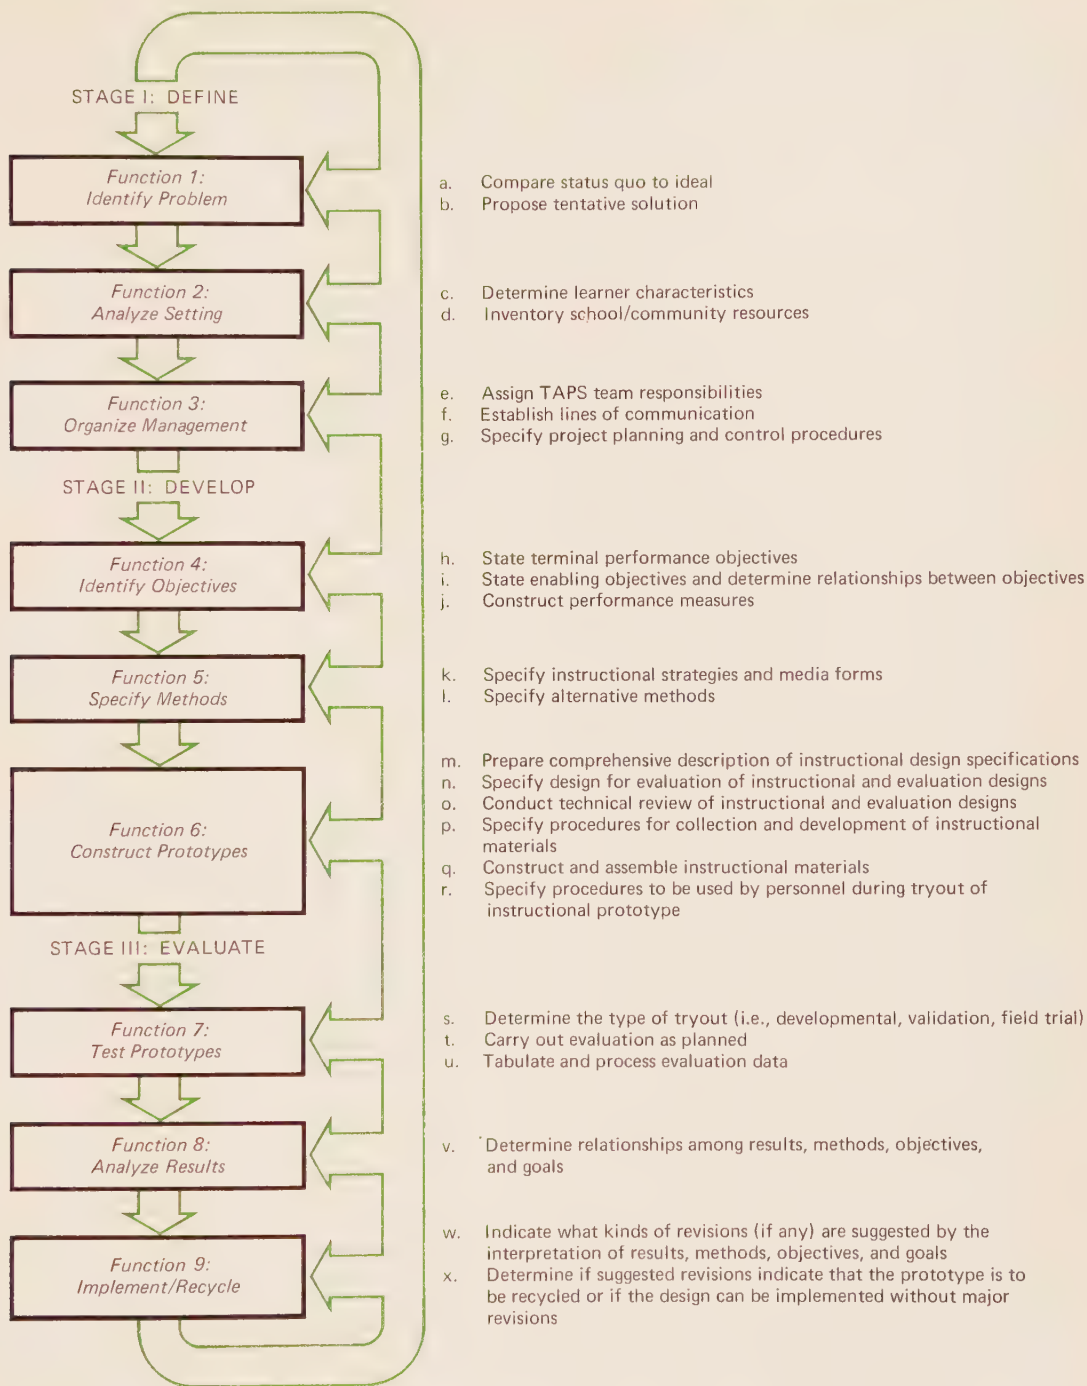 STAGE I: DEFINE
Function 1:
Identify Problem
a. Compare status quo to ideal
b. Propose tentative solution
Function 2:
Analyze Setting
c. Determine learner characteristics
d. Inventory school/community resources
Function 3:
Organize Management
e. Assign TAPS team responsibilities
f. Establish lines of communication
g. Specify project planning and control procedures
STAGE II: DEVELOP
Function 4:
Identify Objectives
h. State terminal performance objectives
i. State enabling objectives and determine relationships between objectives
j. Construct performance measures
Function 5:
Specify Methods
k. Specify instructional strategies and media forms
l. Specify alternative methods
Function 6:
Construct Prototypes
m. Prepare comprehensive description of instructional design specifications
n. Specify design for evaluation of instructional and evaluation designs
o. Conduct technical review of instructional and evaluation designs
p. Specify procedures for collection and development of instructional
materials
q. Construct and assemble instructional materials
r. Specify procedures to be used by personnel during tryout of
instructional prototype
STAGE III: EVALUATE
Function 7:
Test Prototypes
s. Determine the type of tryout (i.e., developmental, validation, field trial)
t. Carry out evaluation as planned
u. Tabulate and process evaluation data
Function 8:
Analyze Results
v. Determine relationships among results, methods, objectives,
and goals
Function 9:
Implement/Recycle
w. Indicate what kinds of revisions (if any) are suggested by the
interpretation of results, methods, objectives, and goals
x. Determine if suggested revisions indicate that the prototype is to
be recycled or if the design can be implemented without major
revisions